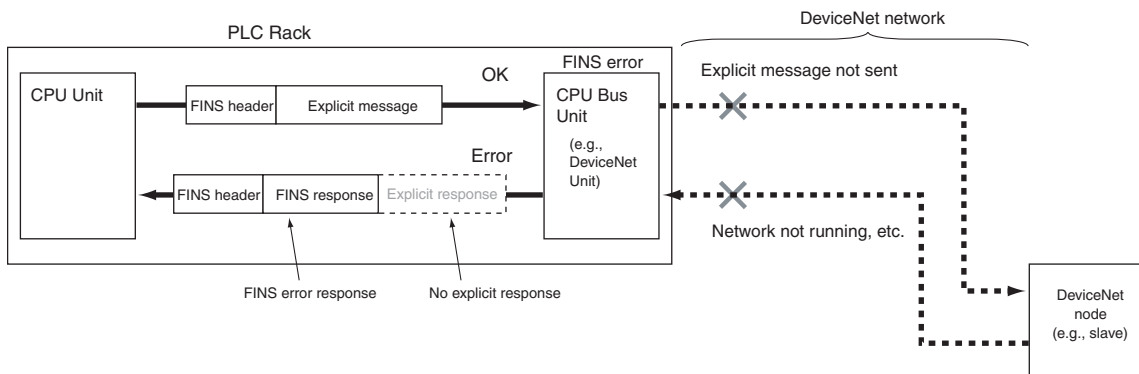 DeviceNet network
PLC Rack
FINS error
CPU Unit
OK
FINS header
Explicit message
CPU Bus
Unit
(e.g.,
DeviceNet
Unit)
Explicit message not sent
Error
FINS header
FINS response
Explicit response
Network not running, etc.
FINS error response
No explicit response
DeviceNet
node
(e.g., slave)